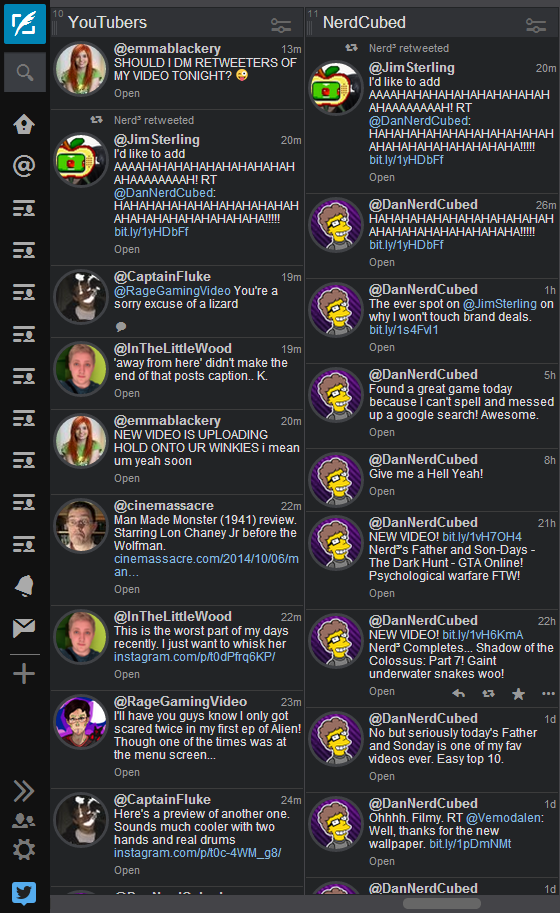 10
YouTubers
@emmablackery 13m
SHOULD I DM RETWEETERS OF
MY VIDEO TONIGHT?
Open
Nerd³ retweeted
@JimSterling 20m
I'd like to add
AAAAHAHAHAHAHAHAHAHAH
AHAAAAAAAAH! RT
@DanNerdCubed:
HAHAHAHAHAHAHAHAHAHAH
AHAHAHAHAHAHAHAHA!!!!!
bit.ly/1yHDbFf
Open
@CaptainFluke 19m
@RageGamingVideo You're a
sorry excuse of a lizard
@InTheLittleWood 19m
'away from here' didn't make the
end of that posts caption.. K.
Open
@emmablackery 20m
NEW VIDEO IS UPLOADING
HOLD ONTO UR WINKIES i mean
um yeah soon
Open
@cinemassacre 22m
Man Made Monster (1941) review.
Starring Lon Chaney Jr before the
Wolfman.
cinemassacre.com/2014/10/06/m
an…
Open
@InTheLittleWood 22m
This is the worst part of my days
recently. I just want to whisk her
instagram.com/p/t0dPfrq6KP/
Open
@RageGamingVideo 23m
I'll have you guys know I only got
scared twice in my first ep of Alien!
Though one of the times was at
the menu screen...
Open
@CaptainFluke 24m
Here's a preview of another one.
Sounds much cooler with two
hands and real drums
instagram.com/p/t0c-4WM_g8/
Open
11
NerdCubed
Nerd³ retweeted
@JimSterling 20m
I'd like to add
AAAAHAHAHAHAHAHAHAHAH
AHAAAAAAAAH! RT
@DanNerdCubed:
HAHAHAHAHAHAHAHAHAHAH
AHAHAHAHAHAHAHAHA!!!!!
bit.ly/1yHDbFf
Open
@DanNerdCubed 26m
HAHAHAHAHAHAHAHAHAHAH
AHAHAHAHAHAHAHAHA!!!!!
bit.ly/1yHDbFf
Open
@DanNerdCubed 1h
The ever spot on @JimSterling on
why I won't touch brand deals.
bit.ly/1s4FvI1
Open
@DanNerdCubed 5h
Found a great game today
because I can't spell and messed
up a google search! Awesome.
Open
@DanNerdCubed 8h
Give me a Hell Yeah!
Open
@DanNerdCubed 21h
NEW VIDEO! bit.ly/1vH7OH4
Nerd³'s Father and Son-Days -
The Dark Hunt - GTA Online!
Psychological warfare FTW!
Open
@DanNerdCubed 22h
NEW VIDEO! bit.ly/1vH6KmA
Nerd³ Completes... Shadow of the
Colossus: Part 7! Gaint
underwater snakes woo!
Open
@DanNerdCubed 1d
No but seriously today's Father
and Sonday is one of my fav
videos ever. Easy top 10.
Open
@DanNerdCubed 1d
Ohhhh. Filmy. RT @Vemodalen:
Well, thanks for the new
wallpaper. bit.ly/1pDmNMt
Open
@DanNerdCubed 1d